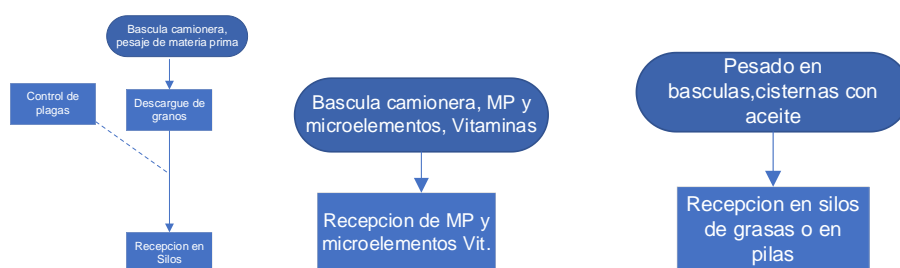 Bascula camionera,
pesaje de materia prima
Control de
plagas
Descargue de
granos
Recepcion en
Silos
Bascula camionera, MP y
microelementos, Vitaminas
Recepcion de MP y
microelementos Vit.
Pesado en
basculas,cisternas con
aceite
Recepcion en silos
de grasas o en
pilas